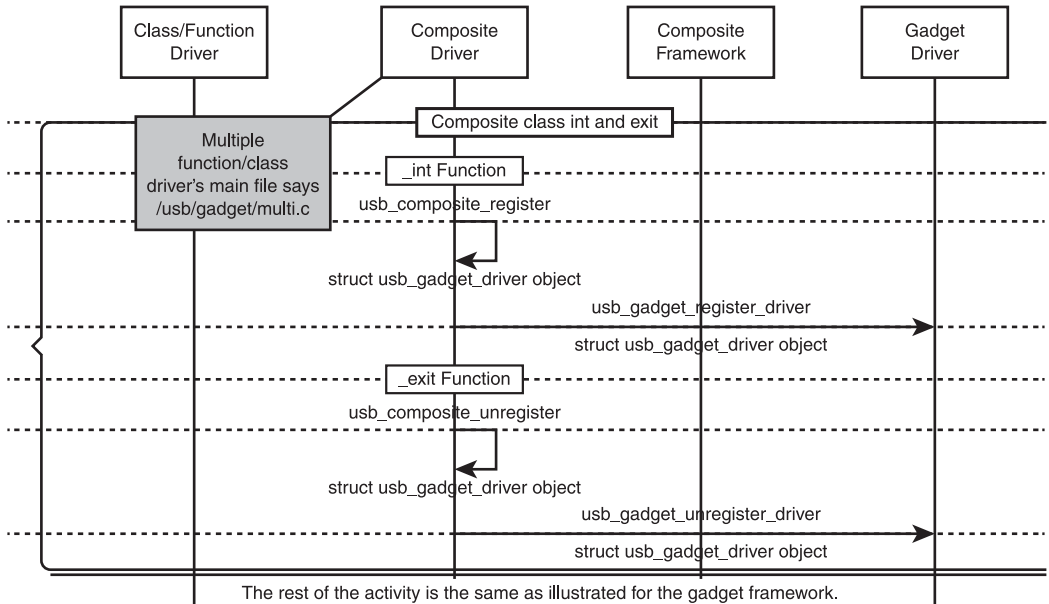 Class/Function
Driver
Composite
Driver
Composite
Framework
Gadget
Driver
Composite class int and exit
Multiple
function/class
driver's main file says
/usb/gadget/multi.c
_int Function
usb_composite_register
struct usb_gadget_driver object
usb_gadget_register_driver
struct usb_gadget_driver object
_exit Function
usb_composite_unregister
struct usb_gadget_driver object
usb_gadget_unregister_driver
struct usb_gadget_driver object
The rest of the activity is the same as illustrated for the gadget framework.